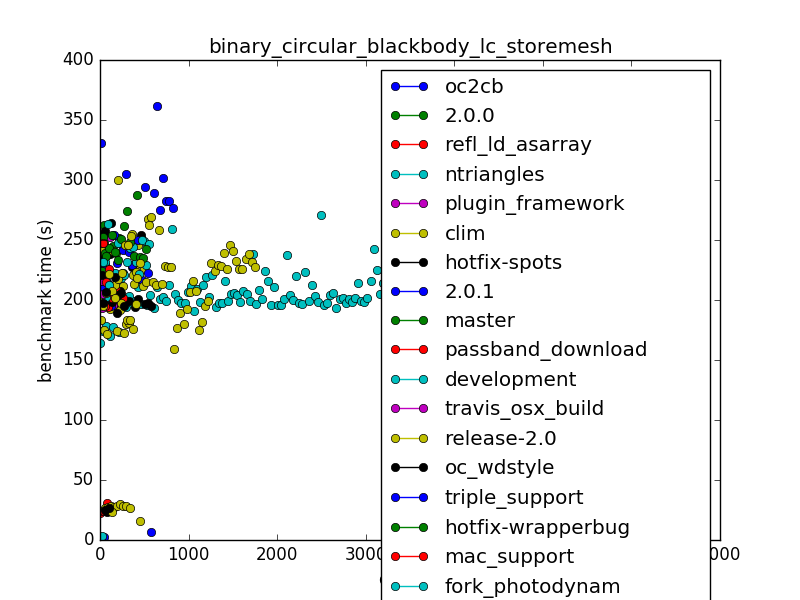 binary_circular_blackbody_lc_storemesh
400
350
300
250
200
150
100
50
0
benchmark time (s)
0
1000
2000
oc2cb
2.0.0
refl_ld_asarray
ntriangles
plugin_framework
clim
hotfix-spots
2.0.1
master
passband_download
development
travis_osx_build
release-2.0
oc_wdstyle
triple_support
hotfix-wrapperbug
mac_support
fork_photodynam